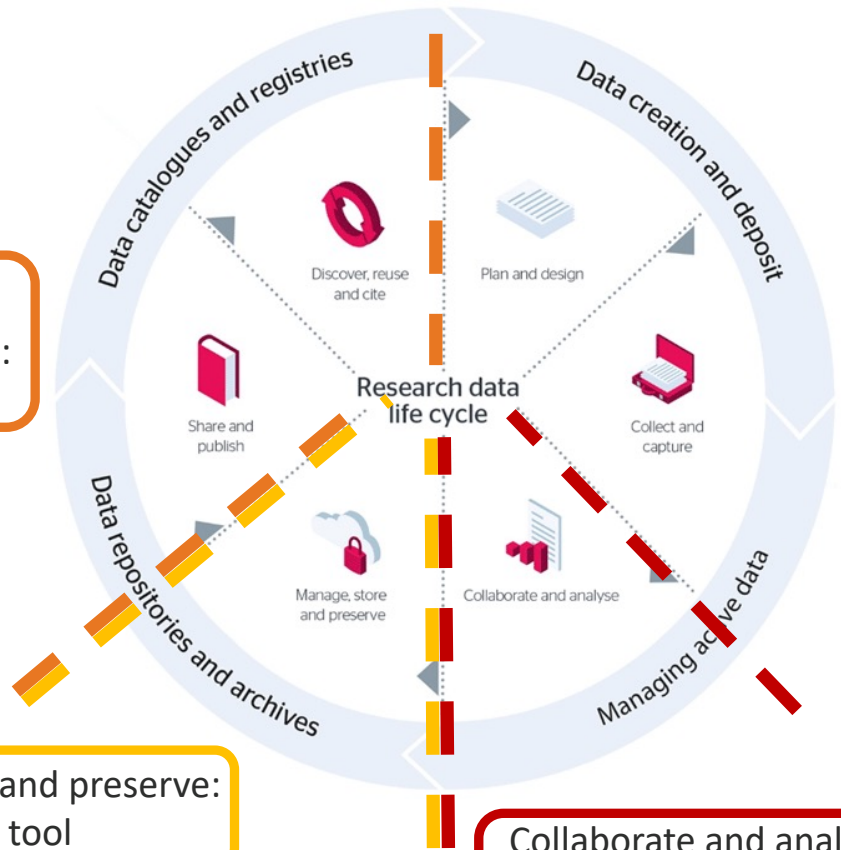 Data catalogues and registries
Data creation and deposit
Discover, reuse
and cite
Plan and design
:
Research data
life cycle
Share and
publish
Collect and
capture
Manage, store
and preserve
Collaborate and analyse
Data repositories and archives
Managing active data
and preserve:
tool
Collaborate and anal